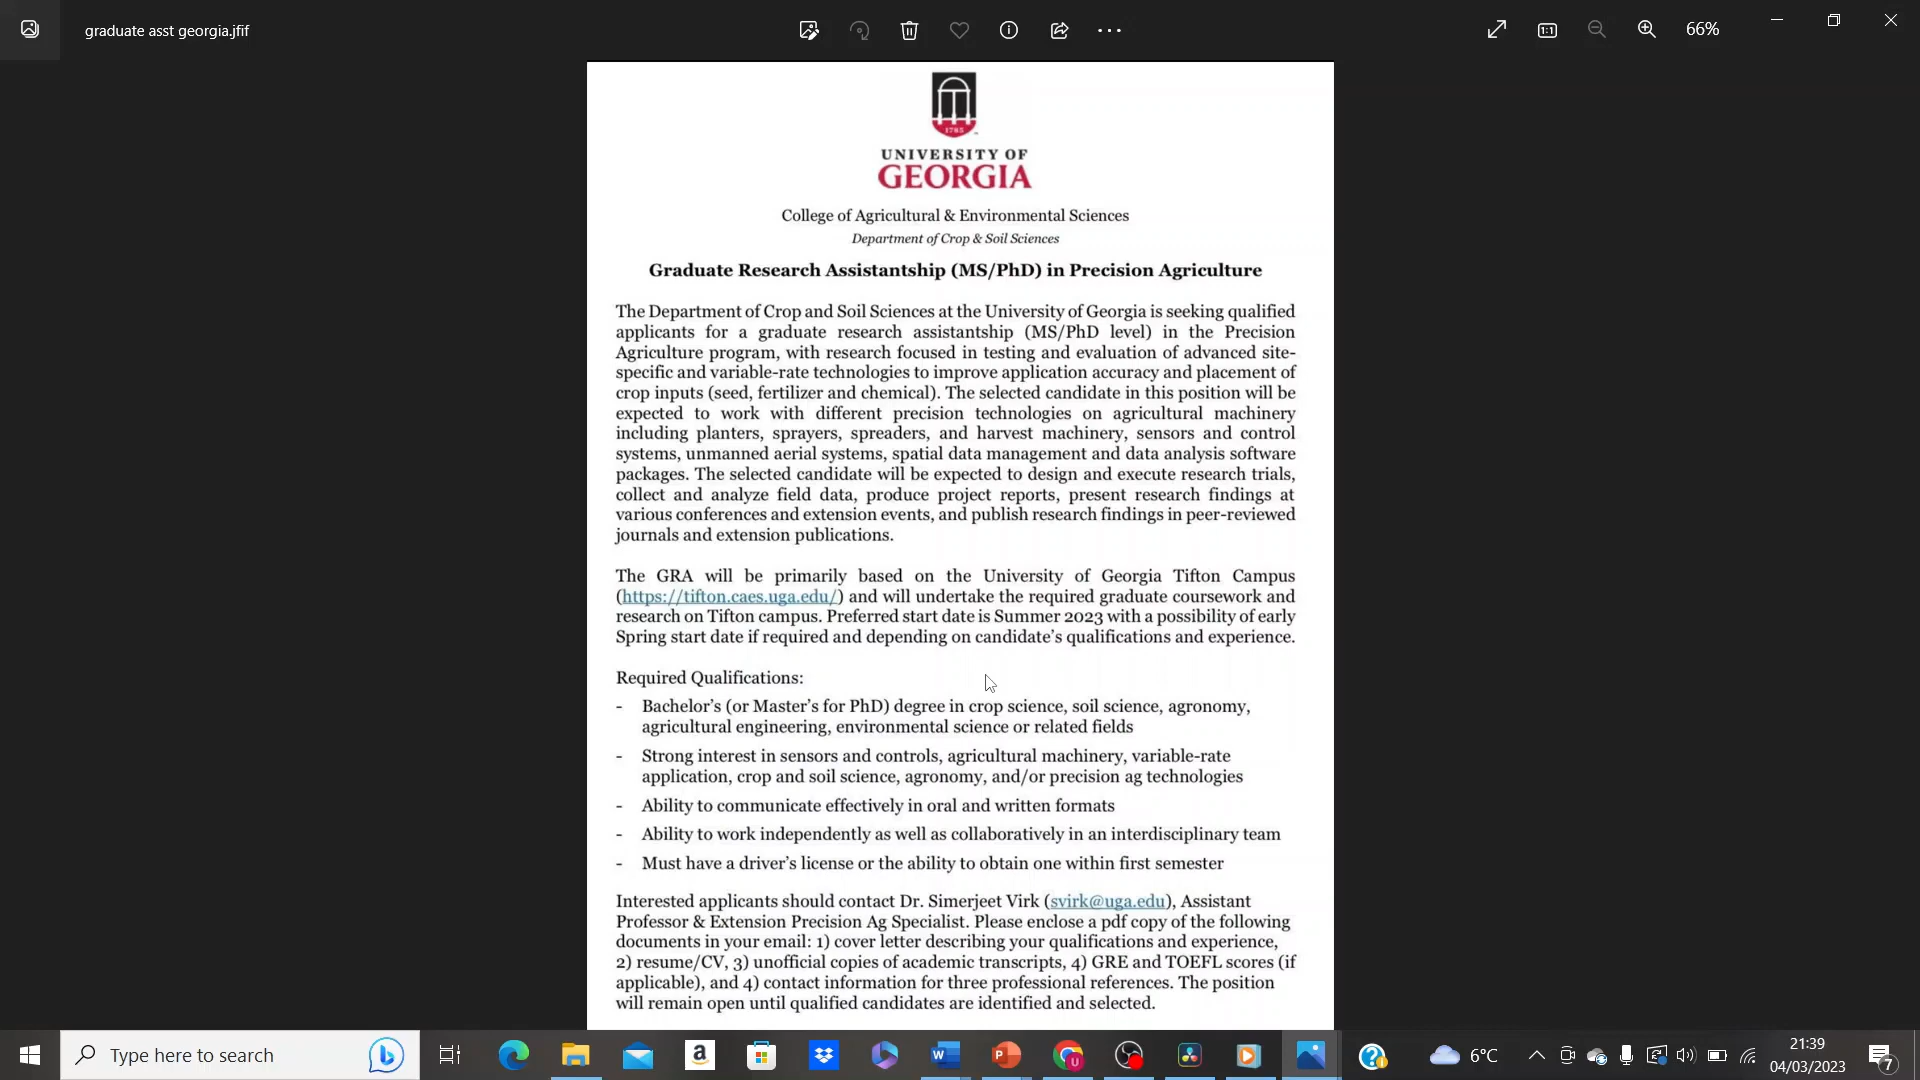 graduate asst georgia.jfif
66%
1785
UNIVERSITY OF
GEORGIA
College of Agricultural & Environmental Sciences
Department of Crop & Soil Sciences
Graduate Research Assistantship (MS/PhD) in Precision Agriculture
The Department of Crop and Soil Sciences at the University of Georgia is seeking qualified
applicants for a graduate research assistantship (MS/PhD level) in the Precision
Agriculture program, with research focused in testing and evaluation of advanced site-
specific and variable-rate technologies to improve application accuracy and placement of
crop inputs (seed, fertilizer and chemical). The selected candidate in this position will be
expected to work with different precision technologies on agricultural machinery
including planters, sprayers, spreaders, and harvest machinery, sensors and control
systems, unmanned aerial systems, spatial data management and data analysis software
packages. The selected candidate will be expected to design and execute research trials,
collect and analyze field data, produce project reports, present research findings at
various conferences and extension events, and publish research findings in peer-reviewed
journals and extension publications.
The GRA will be primarily based on the University of Georgia Tifton Campus
(https://tifton.caes.uga.edu/) and will undertake the required graduate coursework and
research on Tifton campus. Preferred start date is Summer 2023 with a possibility of early
Spring start date if required and depending on candidate's qualifications and experience.
Required Qualifications:
- Bachelor's (or Master's for PhD) degree in crop science, soil science, agronomy,
agricultural engineering, environmental science or related fields
- Strong interest in sensors and controls, agricultural machinery, variable-rate
application, crop and soil science, agronomy, and/or precision ag technologies
- Ability to communicate effectively in oral and written formats
- Ability to work independently as well as collaboratively in an interdisciplinary team
- Must have a driver's license or the ability to obtain one within first semester
Interested applicants should contact Dr. Simerjeet Virk (svirk@uga.edu), Assistant
Professor & Extension Precision Ag Specialist. Please enclose a pdf copy of the following
documents in your email: 1) cover letter describing your qualifications and experience,
2) resume/CV, 3) unofficial copies of academic transcripts, 4) GRE and TOEFL scores (if
applicable), and 4) contact information for three professional references. The position
will remain open until qualified candidates are identified and selected.
Type here to search
6°C
21:39
04/03/2023
7